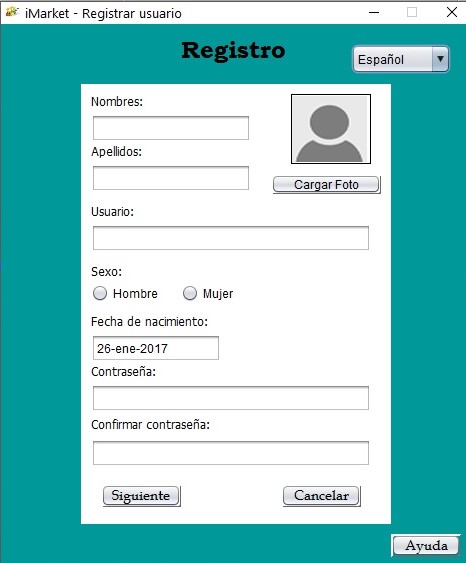 iMarket - Registrar usuario
Registro
Español
Nombres:
Apellidos:
Cargar Foto
Usuario:
Sexo:
Hombre Mujer
Fecha de nacimiento:
26-ene-2017
Contraseña:
Confirmar contraseña:
Siguiente Cancelar
Ayuda